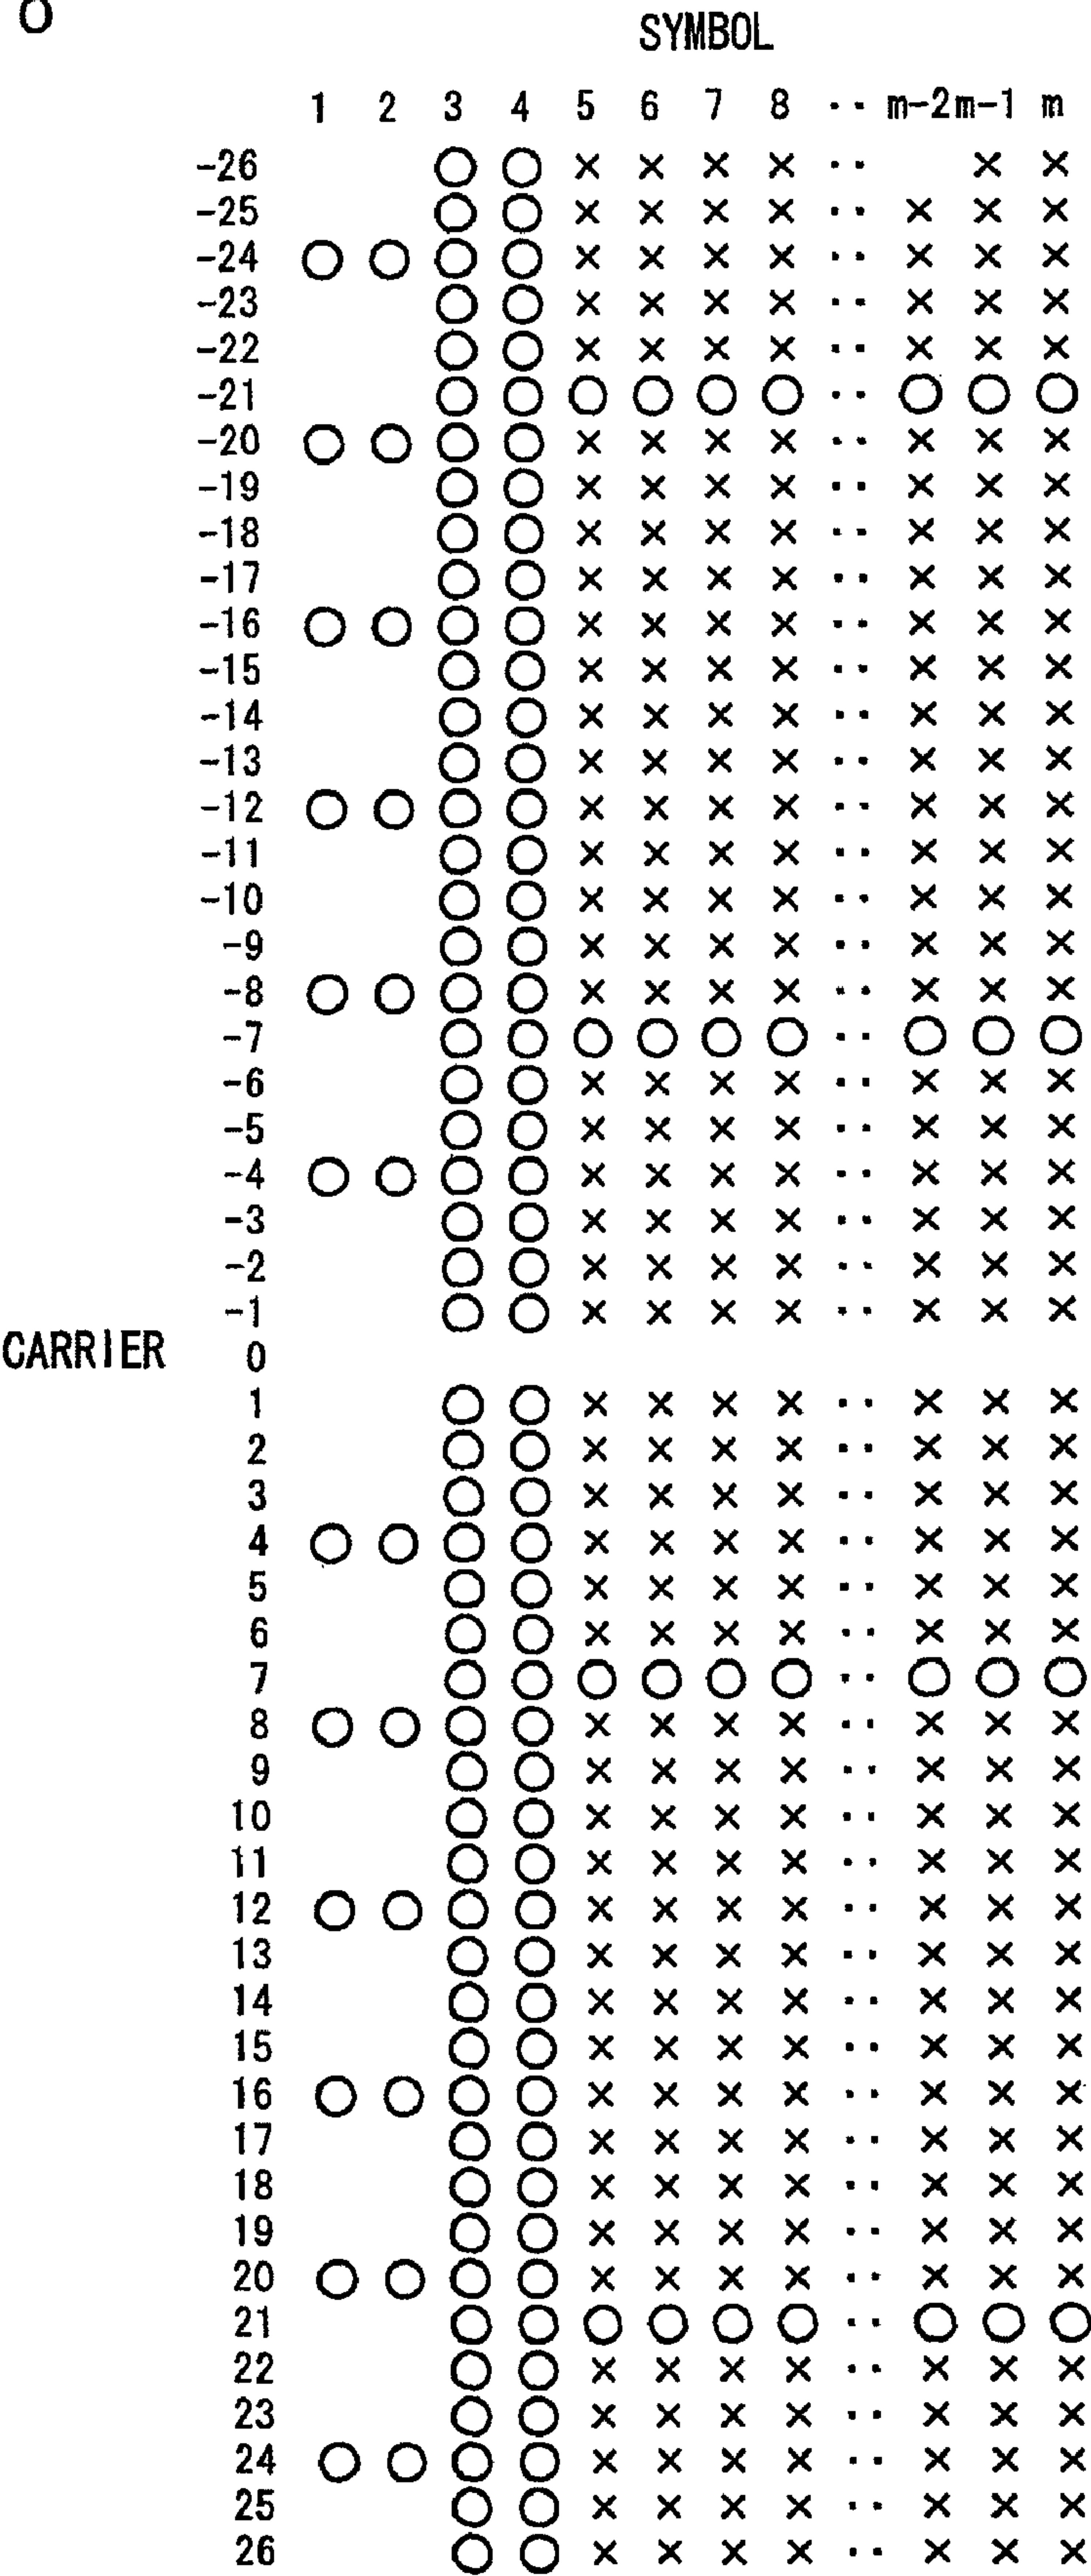 SYMBOL
1 2 3 4 5 6 7 8 ·· m-2 m-1 m
-26 ○ ○ × × × × ·· × ×
-25 ○ ○ × × × × ·· × × ×
-24 ○ ○ ○ ○ × × × × ·· × × ×
-23 ○ ○ × × × × ·· × × ×
-22 ○ ○ × × × × ·· × × ×
-21 ○ ○ ○ ○ ○ ○ ·· ○ ○ ○
-20 ○ ○ ○ ○ × × × × ·· × × ×
-19 ○ ○ × × × × ·· × × ×
-18 ○ ○ × × × × ·· × × ×
-17 ○ ○ × × × × ·· × × ×
-16 ○ ○ ○ ○ × × × × ·· × × ×
-15 ○ ○ × × × × ·· × × ×
-14 ○ ○ × × × × ·· × × ×
-13 ○ ○ × × × × ·· × × ×
-12 ○ ○ ○ ○ × × × × ·· × × ×
-11 ○ ○ × × × × ·· × × ×
-10 ○ ○ × × × × ·· × × ×
-9 ○ ○ × × × × ·· × × ×
-8 ○ ○ ○ ○ × × × × ·· × × ×
-7 ○ ○ ○ ○ ○ ○ ·· ○ ○ ○
-6 ○ ○ × × × × ·· × × ×
-5 ○ ○ × × × × ·· × × ×
-4 ○ ○ ○ ○ × × × × ·· × × ×
-3 ○ ○ × × × × ·· × × ×
-2 ○ ○ × × × × ·· × × ×
-1 ○ ○ × × × × ·· × × ×
CARRIER 0
1 ○ ○ × × × × ·· × × ×
2 ○ ○ × × × × ·· × × ×
3 ○ ○ × × × × ·· × × ×
4 ○ ○ ○ ○ × × × × ·· × × ×
5 ○ ○ × × × × ·· × × ×
6 ○ ○ × × × × ·· × × ×
7 ○ ○ ○ ○ ○ ○ ·· ○ ○ ○
8 ○ ○ ○ ○ × × × × ·· × × ×
9 ○ ○ × × × × ·· × × ×
10 ○ ○ × × × × ·· × × ×
11 ○ ○ × × × × ·· × × ×
12 ○ ○ ○ ○ × × × × ·· × × ×
13 ○ ○ × × × × ·· × × ×
14 ○ ○ × × × × ·· × × ×
15 ○ ○ × × × × ·· × × ×
16 ○ ○ ○ ○ × × × × ·· × × ×
17 ○ ○ × × × × ·· × × ×
18 ○ ○ × × × × ·· × × ×
19 ○ ○ × × × × ·· × × ×
20 ○ ○ ○ ○ × × × × ·· × × ×
21 ○ ○ ○ ○ ○ ○ ·· ○ ○ ○
22 ○ ○ × × × × ·· × × ×
23 ○ ○ × × × × ·· × × ×
24 ○ ○ ○ ○ × × × × ·· × × ×
25 ○ ○ × × × × ·· × × ×
26 ○ ○ × × × × ·· × × ×